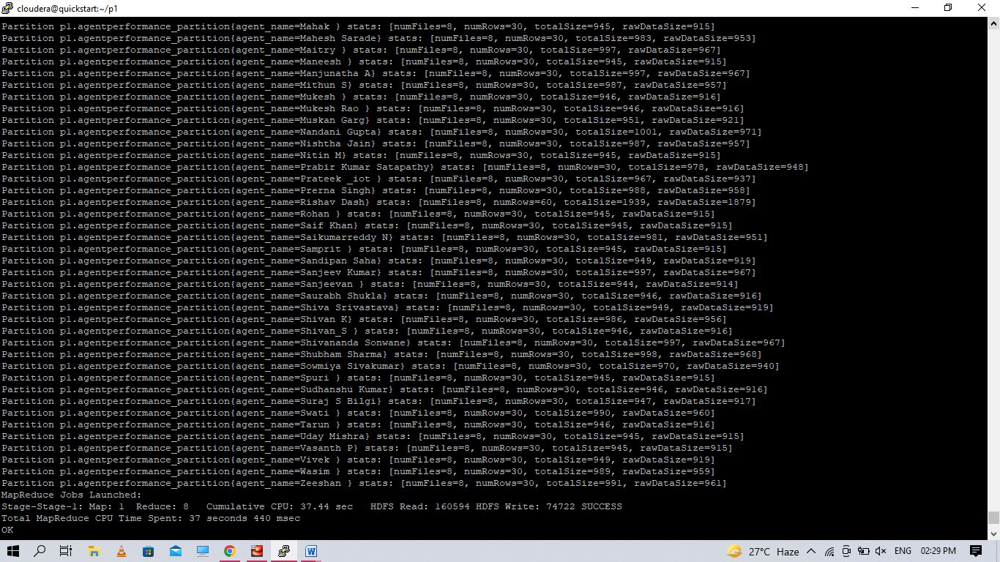 cloudera@quickstart:~/p1
Partition p1.agentperformance_partition{agent_name=Mahak } stats: [numFiles=8, numRows=30, totalSize=945, rawDataSize=915]
Partition p1.agentperformance_partition{agent_name=Mahesh Sarade} stats: [numFiles=8, numRows=30, totalSize=983, rawDataSize=953]
Partition p1.agentperformance_partition{agent_name=Maitry } stats: [numFiles=8, numRows=30, totalSize=997, rawDataSize=967]
Partition p1.agentperformance_partition{agent_name=Maneesh } stats: [numFiles=8, numRows=30, totalSize=945, rawDataSize=915]
Partition p1.agentperformance_partition{agent_name=Manjunatha A} stats: [numFiles=8, numRows=30, totalSize=997, rawDataSize=967]
Partition p1.agentperformance_partition{agent_name=Mithun S} stats: [numFiles=8, numRows=30, totalSize=987, rawDataSize=957]
Partition p1.agentperformance_partition{agent_name=Mukesh } stats: [numFiles=8, numRows=30, totalSize=946, rawDataSize=916]
Partition p1.agentperformance_partition{agent_name=Mukesh Rao } stats: [numFiles=8, numRows=30, totalSize=946, rawDataSize=916]
Partition p1.agentperformance_partition{agent_name=Muskan Garg} stats: [numFiles=8, numRows=30, totalSize=951, rawDataSize=921]
Partition p1.agentperformance_partition{agent_name=Nandani Gupta} stats: [numFiles=8, numRows=30, totalSize=1001, rawDataSize=971]
Partition p1.agentperformance_partition{agent_name=Nishtha Jain} stats: [numFiles=8, numRows=30, totalSize=987, rawDataSize=957]
Partition p1.agentperformance_partition{agent_name=Nitin M} stats: [numFiles=8, numRows=30, totalSize=945, rawDataSize=915]
Partition p1.agentperformance_partition{agent_name=Prabir Kumar Satapathy} stats: [numFiles=8, numRows=30, totalSize=978, rawDataSize=948]
Partition p1.agentperformance_partition{agent_name=Prateek _iot } stats: [numFiles=8, numRows=30, totalSize=967, rawDataSize=937]
Partition p1.agentperformance_partition{agent_name=Prerna Singh} stats: [numFiles=8, numRows=30, totalSize=988, rawDataSize=958]
Partition p1.agentperformance_partition{agent_name=Rishav Dash} stats: [numFiles=8, numRows=60, totalSize=1939, rawDataSize=1879]
Partition p1.agentperformance_partition{agent_name=Rohan } stats: [numFiles=8, numRows=30, totalSize=945, rawDataSize=915]
Partition p1.agentperformance_partition{agent_name=Saif Khan} stats: [numFiles=8, numRows=30, totalSize=945, rawDataSize=915]
Partition p1.agentperformance_partition{agent_name=Saikumarreddy N} stats: [numFiles=8, numRows=30, totalSize=981, rawDataSize=951]
Partition p1.agentperformance_partition{agent_name=Samprit } stats: [numFiles=8, numRows=30, totalSize=945, rawDataSize=915]
Partition p1.agentperformance_partition{agent_name=Sandipan Saha} stats: [numFiles=8, numRows=30, totalSize=949, rawDataSize=919]
Partition p1.agentperformance_partition{agent_name=Sanjeev Kumar} stats: [numFiles=8, numRows=30, totalSize=997, rawDataSize=967]
Partition p1.agentperformance_partition{agent_name=Sanjeevan } stats: [numFiles=8, numRows=30, totalSize=944, rawDataSize=914]
Partition p1.agentperformance_partition{agent_name=Saurabh Shukla} stats: [numFiles=8, numRows=30, totalSize=946, rawDataSize=916]
Partition p1.agentperformance_partition{agent_name=Shiva Srivastava} stats: [numFiles=8, numRows=30, totalSize=949, rawDataSize=919]
Partition p1.agentperformance_partition{agent_name=Shivan K} stats: [numFiles=8, numRows=30, totalSize=986, rawDataSize=956]
Partition p1.agentperformance_partition{agent_name=Shivan_S } stats: [numFiles=8, numRows=30, totalSize=946, rawDataSize=916]
Partition p1.agentperformance_partition{agent_name=Shivananda Sonwane} stats: [numFiles=8, numRows=30, totalSize=997, rawDataSize=967]
Partition p1.agentperformance_partition{agent_name=Shubham Sharma} stats: [numFiles=8, numRows=30, totalSize=998, rawDataSize=968]
Partition p1.agentperformance_partition{agent_name=Sowmiya Sivakumar} stats: [numFiles=8, numRows=30, totalSize=970, rawDataSize=940]
Partition p1.agentperformance_partition{agent_name=Spuri } stats: [numFiles=8, numRows=30, totalSize=945, rawDataSize=915]
Partition p1.agentperformance_partition{agent_name=Sudhanshu Kumar} stats: [numFiles=8, numRows=30, totalSize=946, rawDataSize=916]
Partition p1.agentperformance_partition{agent_name=Suraj S Bilgi} stats: [numFiles=8, numRows=30, totalSize=947, rawDataSize=917]
Partition p1.agentperformance_partition{agent_name=Swati } stats: [numFiles=8, numRows=30, totalSize=990, rawDataSize=960]
Partition p1.agentperformance_partition{agent_name=Tarun } stats: [numFiles=8, numRows=30, totalSize=946, rawDataSize=916]
Partition p1.agentperformance_partition{agent_name=Uday Mishra} stats: [numFiles=8, numRows=30, totalSize=945, rawDataSize=915]
Partition p1.agentperformance_partition{agent_name=Vasanth P} stats: [numFiles=8, numRows=30, totalSize=945, rawDataSize=915]
Partition p1.agentperformance_partition{agent_name=Vivek } stats: [numFiles=8, numRows=30, totalSize=949, rawDataSize=919]
Partition p1.agentperformance_partition{agent_name=Wasim } stats: [numFiles=8, numRows=30, totalSize=989, rawDataSize=959]
Partition p1.agentperformance_partition{agent_name=Zeeshan } stats: [numFiles=8, numRows=30, totalSize=991, rawDataSize=961]
MapReduce Jobs Launched:
Stage-Stage-1: Map: 1  Reduce: 8   Cumulative CPU: 37.44 sec   HDFS Read: 160594 HDFS Write: 74722 SUCCESS
Total MapReduce CPU Time Spent: 37 seconds 440 msec
OK
27°C Haze ENG 02:29 PM